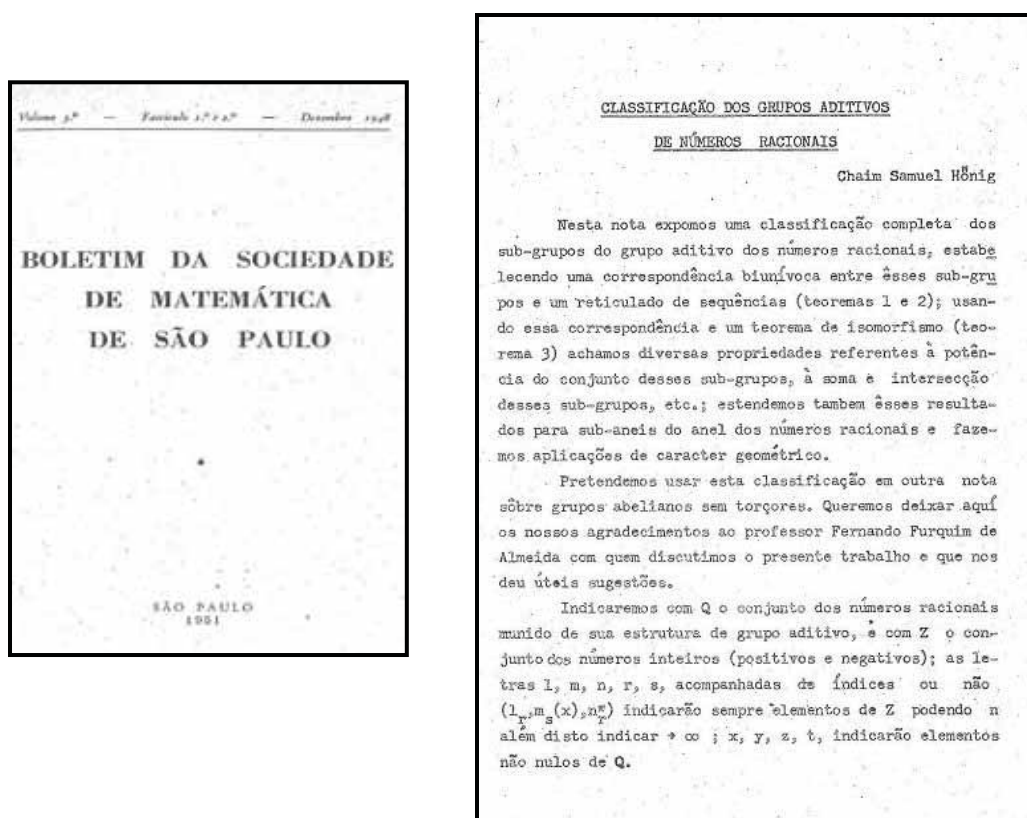 Volume 3.º — Fascículo 1.º e 2.º — Dezembro 1948
BOLETIM DA SOCIEDADE
DE MATEMÁTICA
DE SÃO PAULO
SÃO PAULO
1951
CLASSIFICAÇÃO DOS GRUPOS ADITIVOS
DE NÚMEROS RACIONAIS
Chaim Samuel Hönig
Nesta nota expomos uma classificação completa dos
sub-grupos do grupo aditivo dos números racionais, estabe
lecendo uma correspondência biunívoca entre êsses sub-gru
pos e um reticulado de sequências (teoremas 1 e 2); usan-
do essa correspondência e um teorema de isomorfismo (teo-
rema 3) achamos diversas propriedades referentes à potên-
cia do conjunto desses sub-grupos, à soma e intersecção
desses sub-grupos, etc.; estendemos tambem êsses resulta-
dos para sub-aneis do anel dos números racionais e faze-
mos aplicações de caracter geométrico.
Pretendemos usar esta classificação em outra nota
sôbre grupos abelianos sem torçores. Queremos deixar aquí
os nossos agradecimentos ao professor Fernando Furquim de
Almeida com quem discutimos o presente trabalho e que nos
deu úteis sugestões.
Indicaremos com Q o conjunto dos números racionais
munido de sua estrutura de grupo aditivo, e com Z o con-
junto dos números inteiros (positivos e negativos); as le-
tras l, m, n, r, s, acompanhadas de índices ou não
indicarão sempre elementos de Z podendo n
além disto indicar + ∞ ; x, y, z, t, indicarão elementos
não nulos de Q.